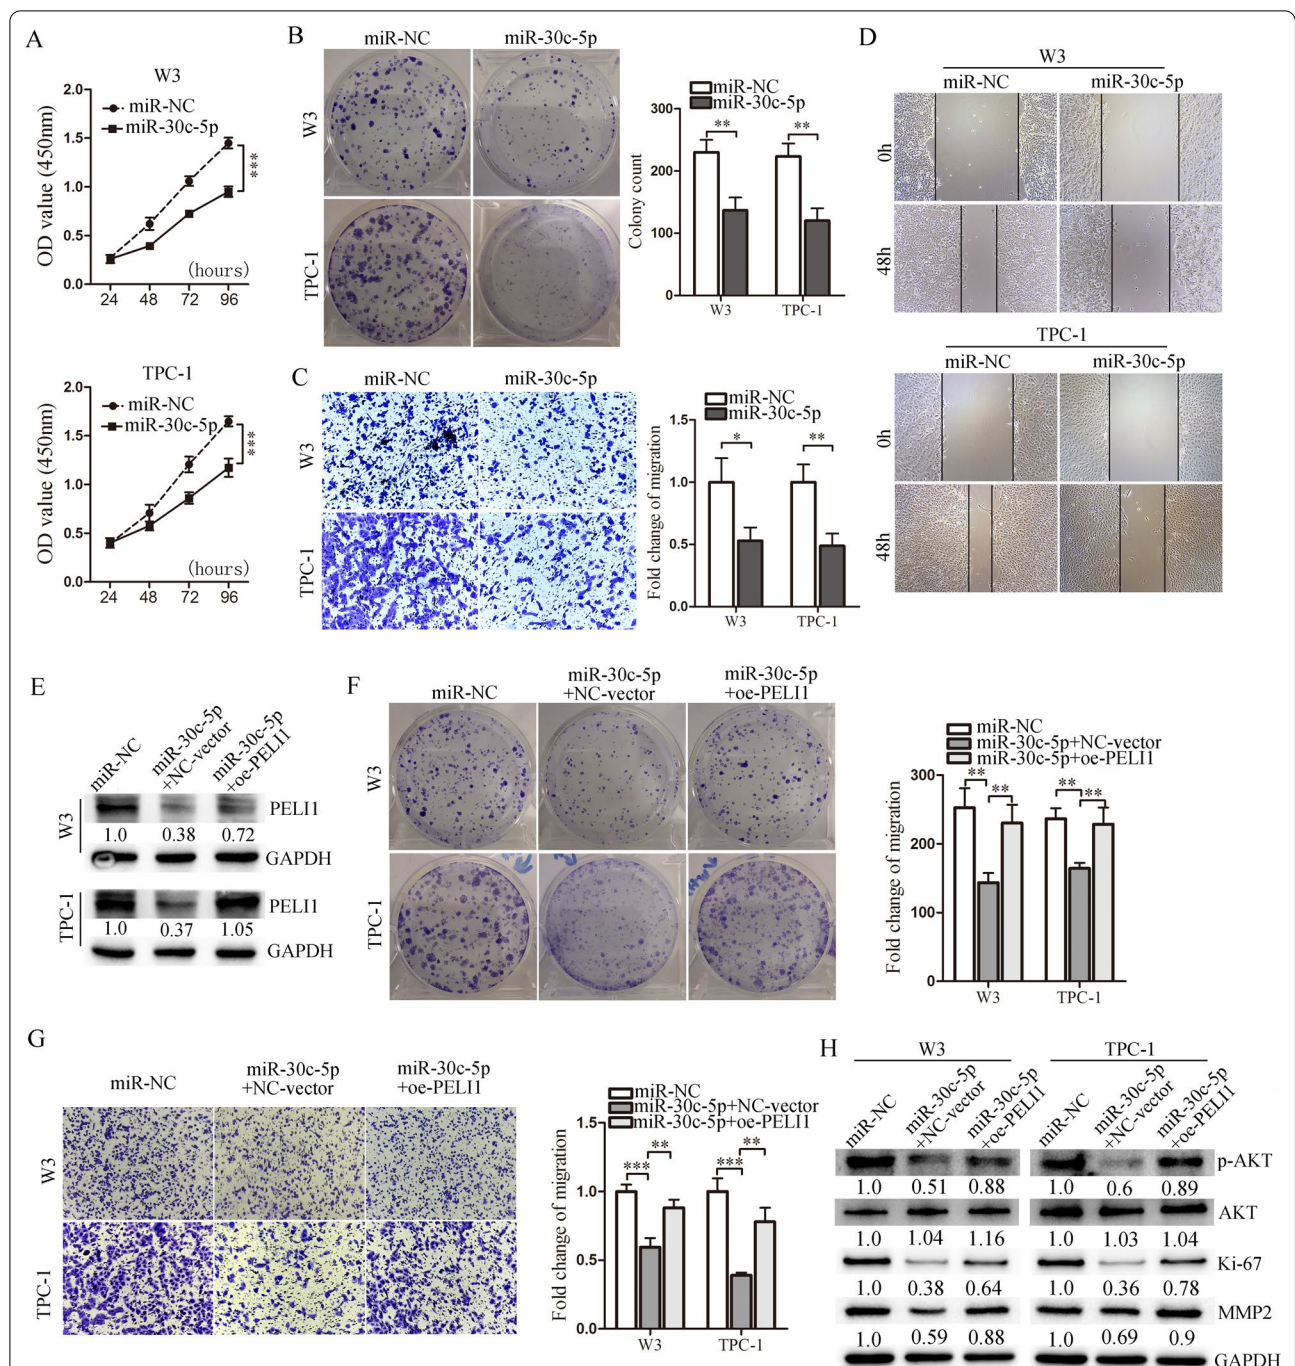 A
W3
OD value (450nm)
2.0
1.5
1.0
0.5
0.0
miR-NC
miR-30c-5p
***
(hours)
24 48 72 96
TPC-1
OD value (450nm)
2.0
1.5
1.0
0.5
0.0
miR-NC
miR-30c-5p
***
(hours)
24 48 72 96
B
miR-NC miR-30c-5p
W3
TPC-1
miR-NC
miR-30c-5p
Colony count
300
200
100
0
** **
W3 TPC-1
C
miR-NC miR-30c-5p
W3
TPC-1
miR-NC
miR-30c-5p
Fold change of migration
1.5
1.0
0.5
0.0
* **
W3 TPC-1
D
W3
miR-NC miR-30c-5p
0h
48h
TPC-1
miR-NC miR-30c-5p
0h
48h
E
miR-NC
miR-30c-5p
+NC-vector
miR-30c-5p
+oe-PELI1
W3
PELI1
1.0 0.38 0.72
GAPDH
TPC-1
PELI1
1.0 0.37 1.05
GAPDH
F
miR-NC
miR-30c-5p
+NC-vector
miR-30c-5p
+oe-PELI1
W3
TPC-1
miR-NC
miR-30c-5p+NC-vector
miR-30c-5p+oe-PELI1
Fold change of migration
300
200
100
0
** ** ** **
W3 TPC-1
G
miR-NC
miR-30c-5p
+NC-vector
miR-30c-5p
+oe-PELI1
W3
TPC-1
miR-NC
miR-30c-5p+NC-vector
miR-30c-5p+oe-PELI1
Fold change of migration
1.5
1.0
0.5
0.0
*** ** *** **
W3 TPC-1
H
W3 TPC-1
miR-NC
miR-30c-5p
+NC-vector
miR-30c-5p
+oe-PELI1
miR-NC
miR-30c-5p
+NC-vector
miR-30c-5p
+oe-PELI1
p-AKT
1.0 0.51 0.88 1.0 0.6 0.89
AKT
1.0 1.04 1.16 1.0 1.03 1.04
Ki-67
1.0 0.38 0.64 1.0 0.36 0.78
MMP2
1.0 0.59 0.88 1.0 0.69 0.9
GAPDH